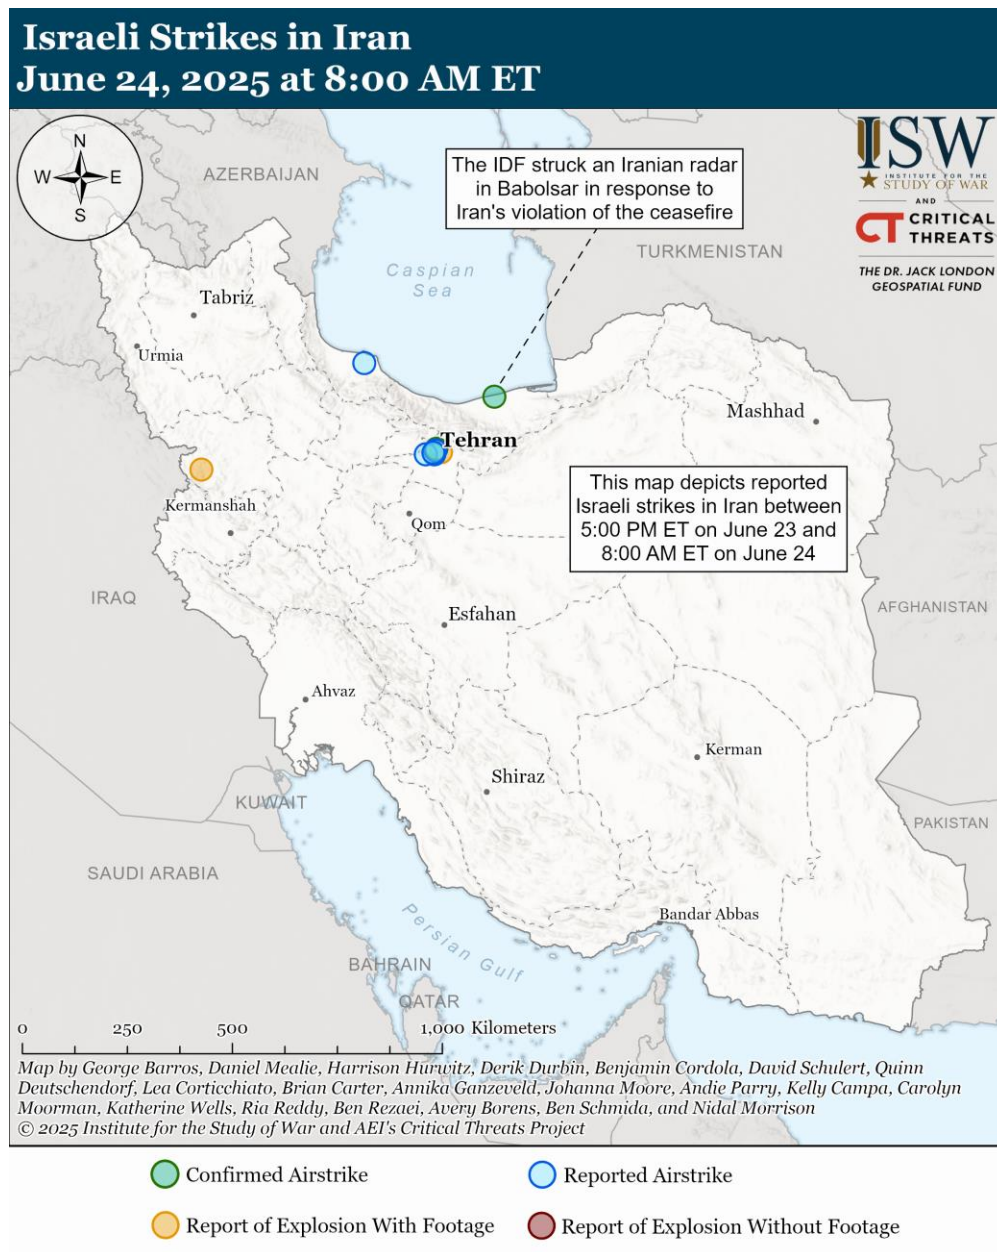 Israeli Strikes in Iran
June 24, 2025 at 8:00 AM ET
N
W
E
S
AZERBAIJAN
The IDF struck an Iranian radar
in Babolsar in response to
Iran's violation of the ceasefire
ISW
INSTITUTE FOR THE
STUDY OF WAR
AND
CT CRITICAL
THREATS
THE DR. JACK LONDON
GEOSPATIAL FUND
TURKMENISTAN
Caspian
Sea
Tabriz
Urmia
Mashhad
Tehran
This map depicts reported
Israeli strikes in Iran between
5:00 PM ET on June 23 and
8:00 AM ET on June 24
Kermanshah
Qom
IRAQ
Esfahan
AFGHANISTAN
Ahvaz
Kerman
Shiraz
KUWAIT
PAKISTAN
SAUDI ARABIA
Bandar Abbas
Persian Gulf
BAHRAIN
QATAR
0 250 500 1,000 Kilometers
Map by George Barros, Daniel Mealie, Harrison Hurwitz, Derik Durbin, Benjamin Cordola, David Schulert, Quinn
Deutschendorf, Lea Corticchiato, Brian Carter, Annika Ganzeveld, Johanna Moore, Andie Parry, Kelly Campa, Carolyn
Moorman, Katherine Wells, Ria Reddy, Ben Rezaei, Avery Borens, Ben Schmida, and Nidal Morrison
© 2025 Institute for the Study of War and AEI's Critical Threats Project
Confirmed Airstrike
Reported Airstrike
Report of Explosion With Footage
Report of Explosion Without Footage